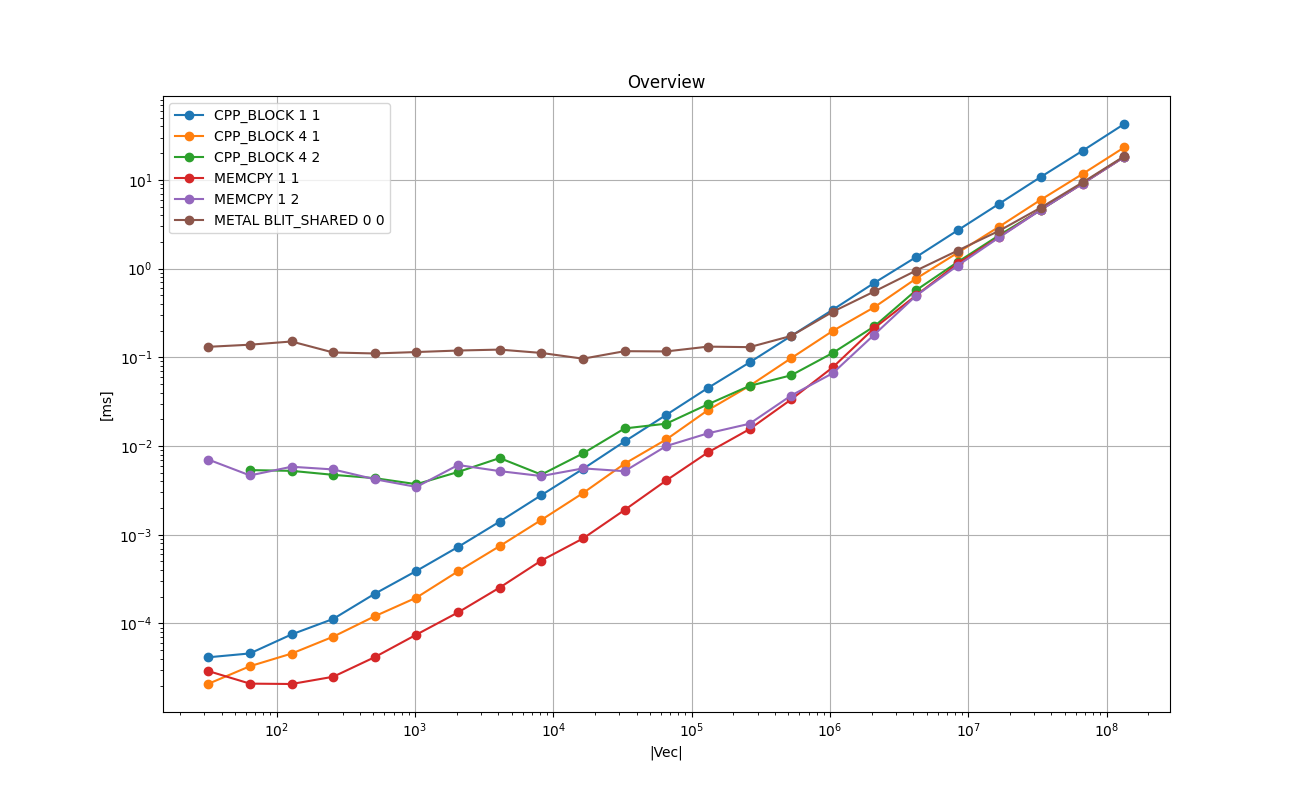 Overview
CPP_BLOCK 1 1
CPP_BLOCK 4 1
CPP_BLOCK 4 2
MEMCPY 1 1
MEMCPY 1 2
METAL BLIT_SHARED 0 0
10¹
10⁰
10⁻¹
10⁻²
10⁻³
10⁻⁴
[ms]
10² 10³ 10⁴ 10⁵ 10⁶ 10⁷ 10⁸
|Vec|